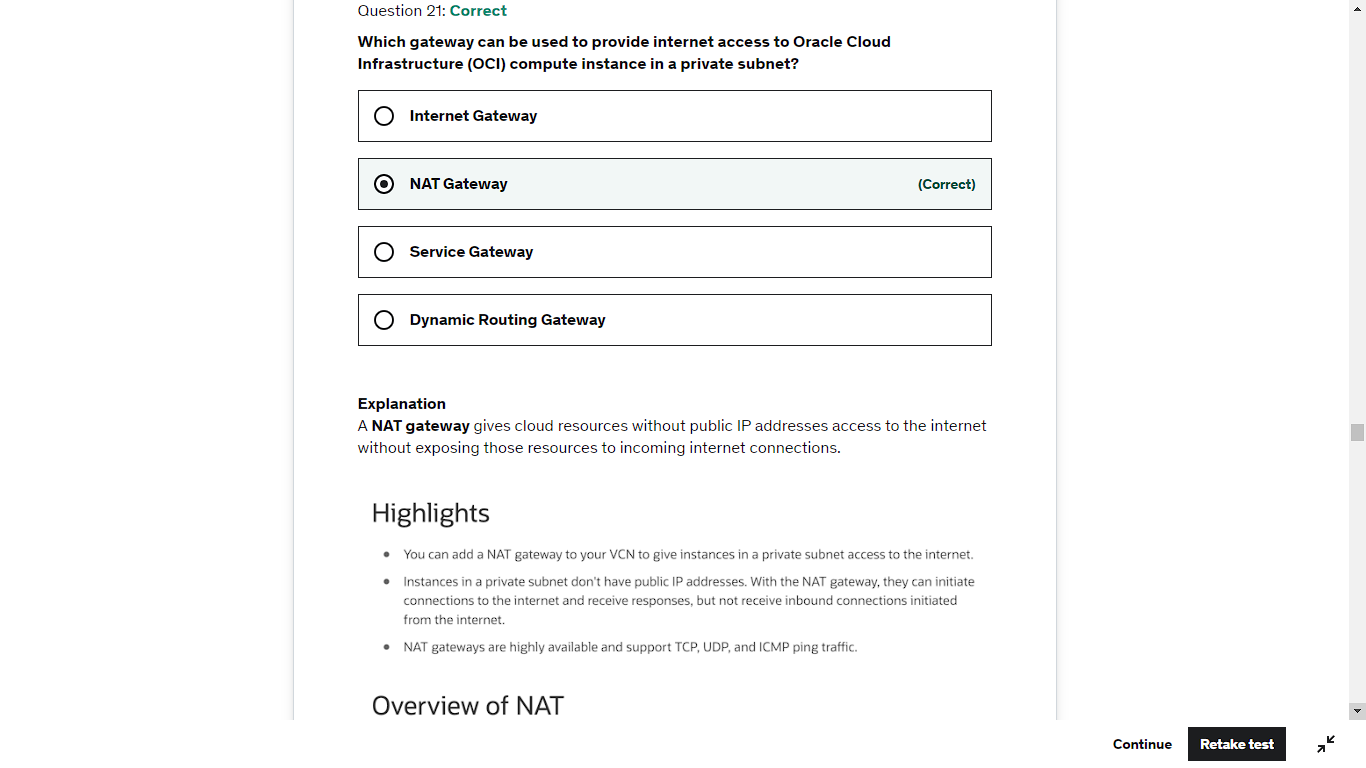 Question 21: Correct
Which gateway can be used to provide internet access to Oracle Cloud
Infrastructure (OCI) compute instance in a private subnet?
Internet Gateway
NAT Gateway (Correct)
Service Gateway
Dynamic Routing Gateway
Explanation
A NAT gateway gives cloud resources without public IP addresses access to the internet
without exposing those resources to incoming internet connections.
Highlights
• You can add a NAT gateway to your VCN to give instances in a private subnet access to the internet.
• Instances in a private subnet don't have public IP addresses. With the NAT gateway, they can initiate
connections to the internet and receive responses, but not receive inbound connections initiated
from the internet.
• NAT gateways are highly available and support TCP, UDP, and ICMP ping traffic.
Overview of NAT
Continue Retake test